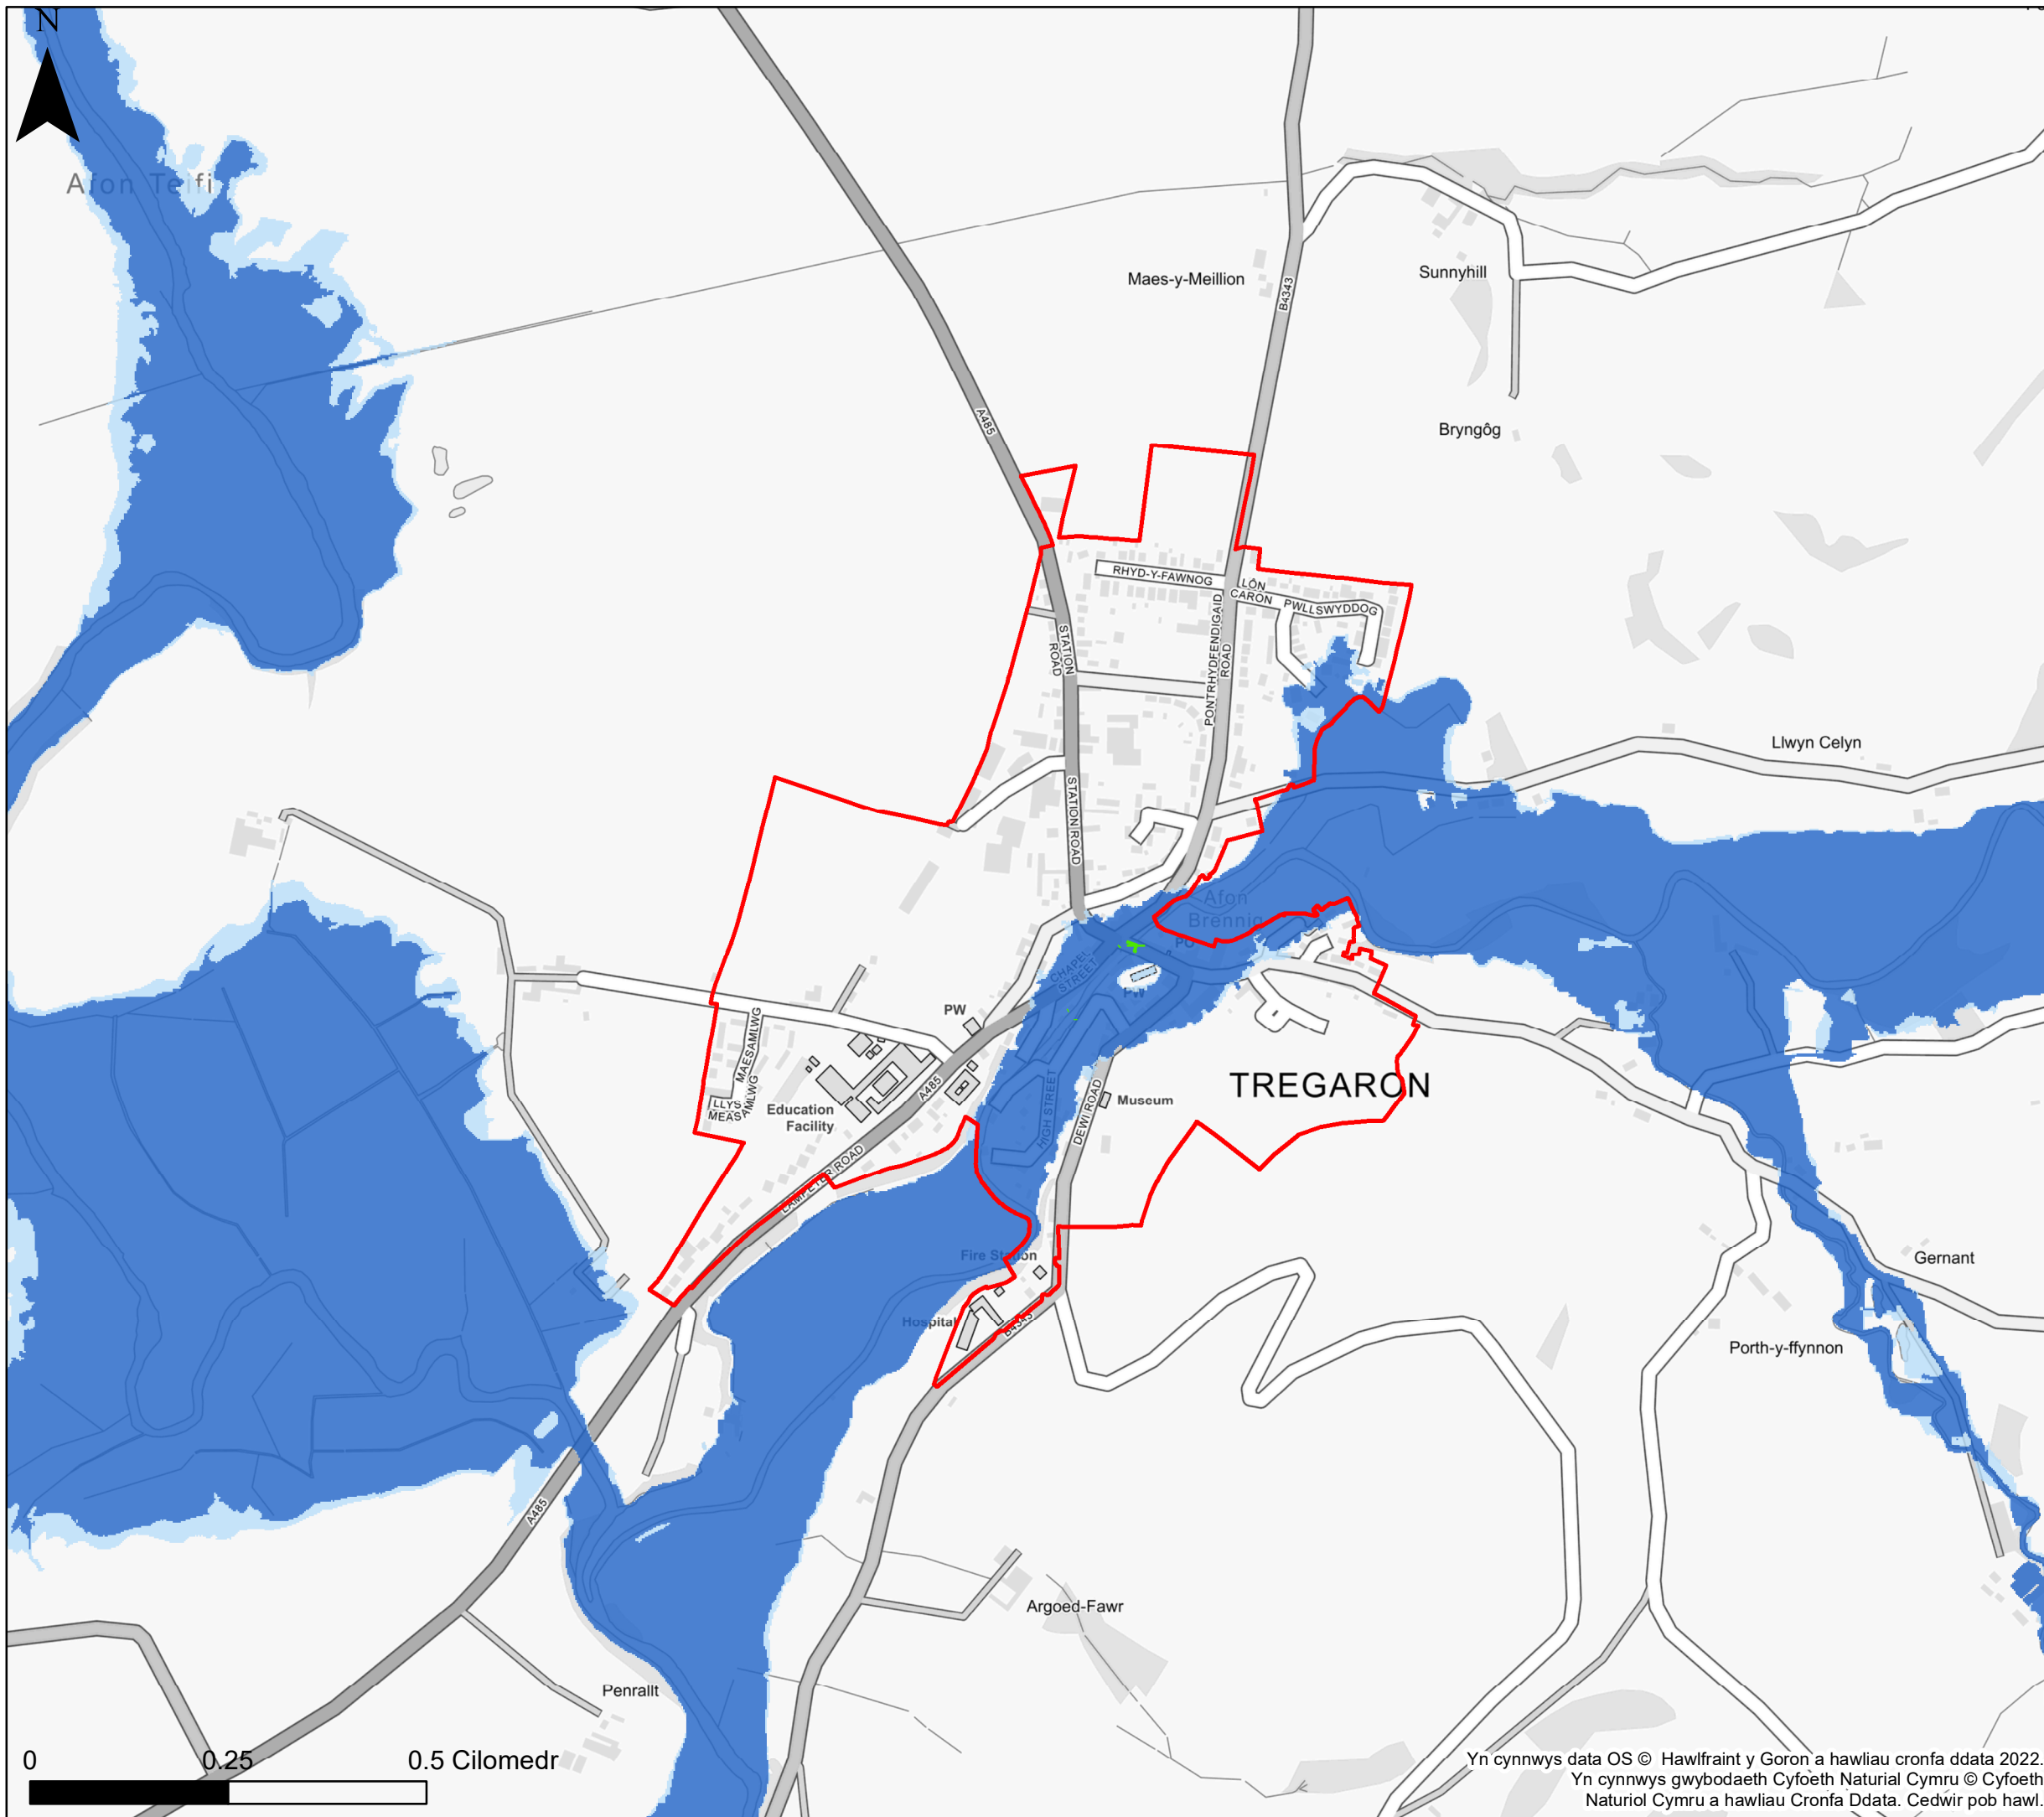 N
Afon Teifi
Maes-y-Meillion
B4343
Sunnyhill
A485
Bryngôg
RHYD-Y-FAWNOG
LÔN
CARON
PWLLSWYDDOG
STATION
ROAD
PONTRHYDFENDIGAID
ROAD
Llwyn Celyn
STATION ROAD
Afon
Brennig
PO
CHAPEL
STREET
PW
PW
MAESAMLWG
LLYS
MEASAMLWG
A485
Education
Facility
HIGH STREET
DEWI ROAD
Museum
TREGARON
LAMPETER ROAD
Fire Station
Hospital
B4343
Gernant
Porth-y-ffynnon
A485
Argoed-Fawr
Penrallt
0 0.25 0.5 Cilomedr
Yn cynnwys data OS © Hawlfraint y Goron a hawliau cronfa ddata 2022.
Yn cynnwys gwybodaeth Cyfoeth Naturial Cymru © Cyfoeth
Naturiol Cymru a hawliau Cronfa Ddata. Cedwir pob hawl.